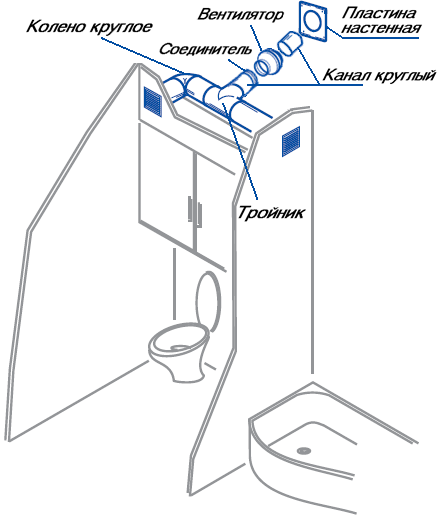 Вентилятор
Пластина
настенная
Колено круглое
Соединитель
Канал круглый
Тройник